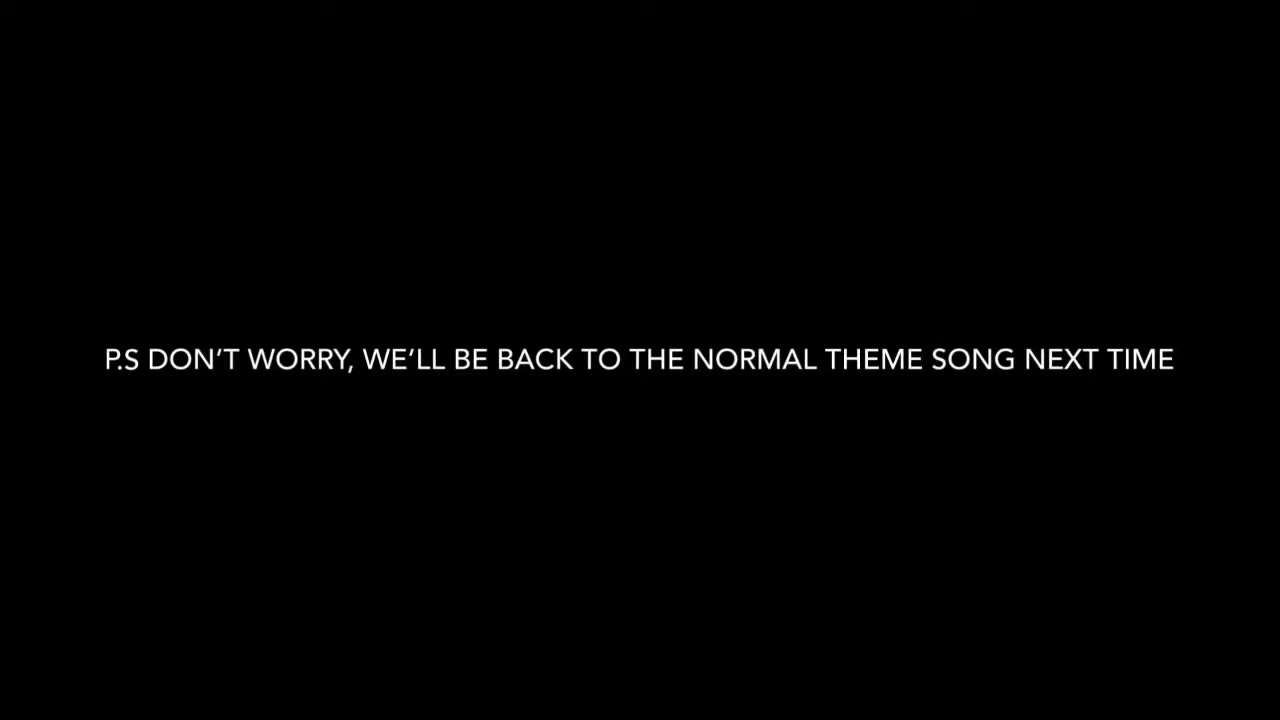 P.S DON’T WORRY, WE’LL BE BACK TO THE NORMAL THEME SONG NEXT TIME